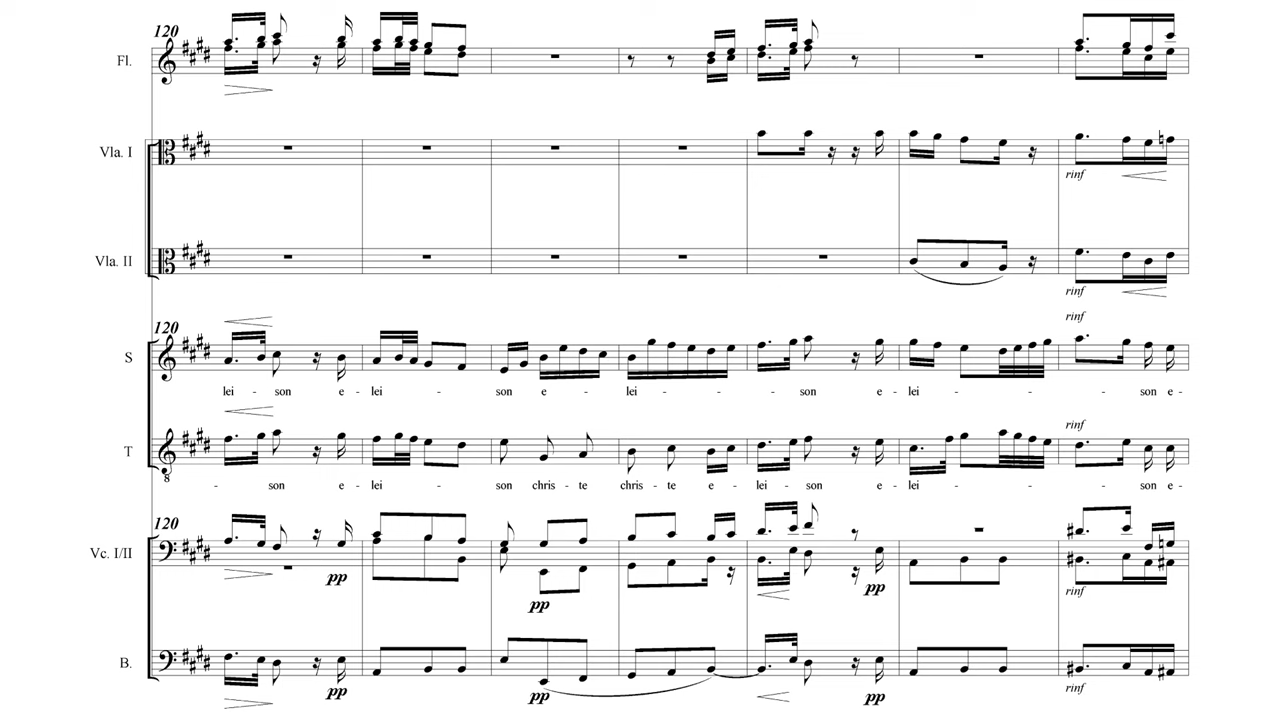 120
Fl.
Vla. I
rinf
Vla. II
rinf
120
rinf
S
lei - son e - lei - son e - lei - son e - lei - son e -
rinf
T
- son e - lei - son chris - te chris - te e - lei - son e - lei - son e -
120
Vc. I/II
pp pp pp rinf
B.
pp pp pp rinf